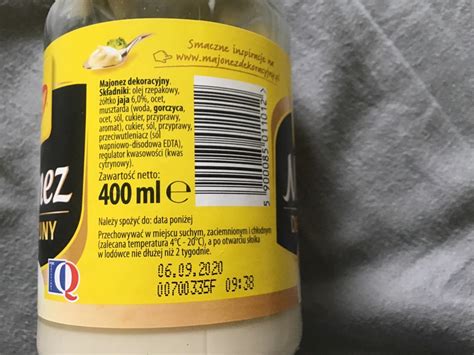 Smaczne inspiracje na
www.majonezdekoracyjny.pl
Majonez dekoracyjny.
Składniki: olej rzepakowy,
żółtko jaja 6,0%, ocet,
musztarda (woda, gorczyca,
ocet, sól, cukier, przyprawy,
aromat), cukier, sól, przyprawy,
przeciwutleniacz (sól
wapniowo-disodowa EDTA),
regulator kwasowości (kwas
cytrynowy).
Zawartość netto:
400 ml e
5 900085 011012
Należy spożyć do: data poniżej
Przechowywać w miejscu suchym, zaciemnionym i chłodnym
(zalecana temperatura 4°C - 20°C), a po otwarciu słoika
w lodówce nie dłużej niż 2 tygodnie.
06.09.2020
00700335F 09:38
nez
Q